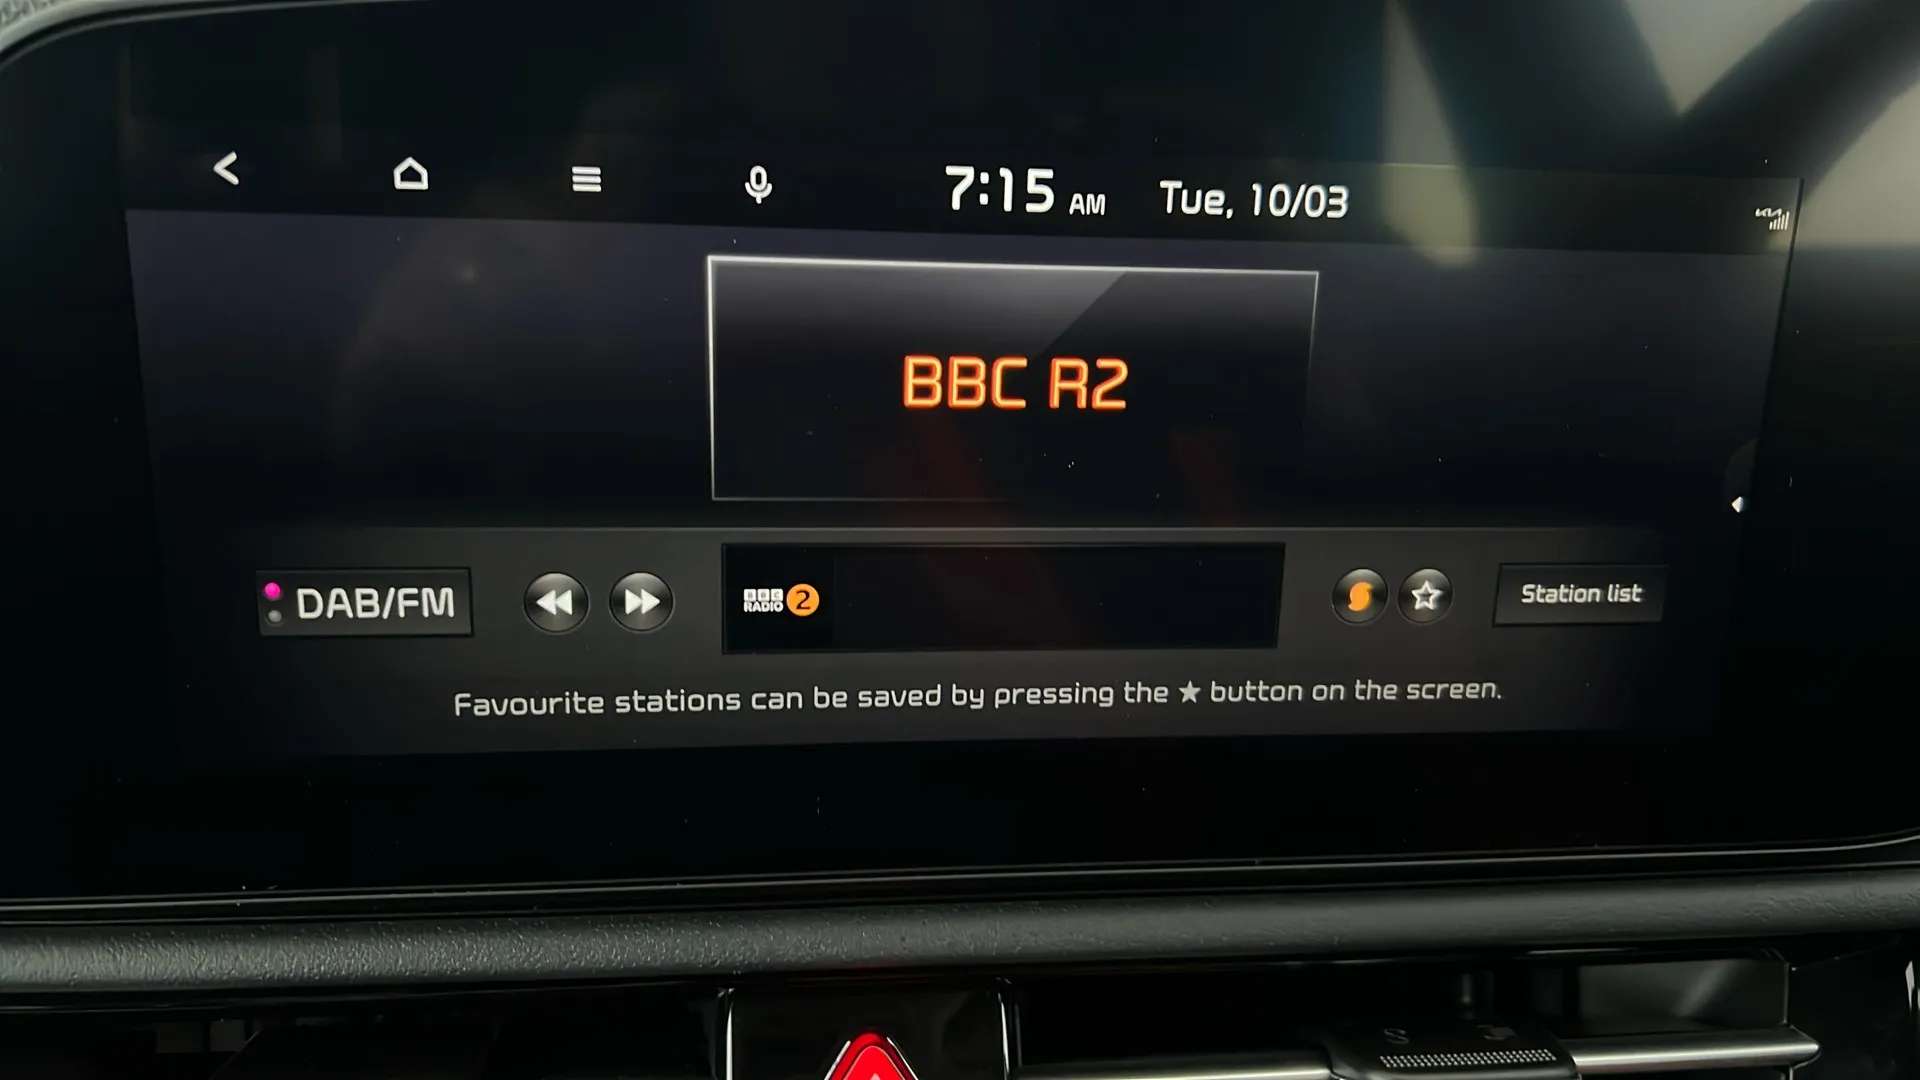 7:15 AM Tue, 10/03
BBC R2
DAB/FM
BBC
RADIO 2
Station list
Favourite stations can be saved by pressing the ★ button on the screen.